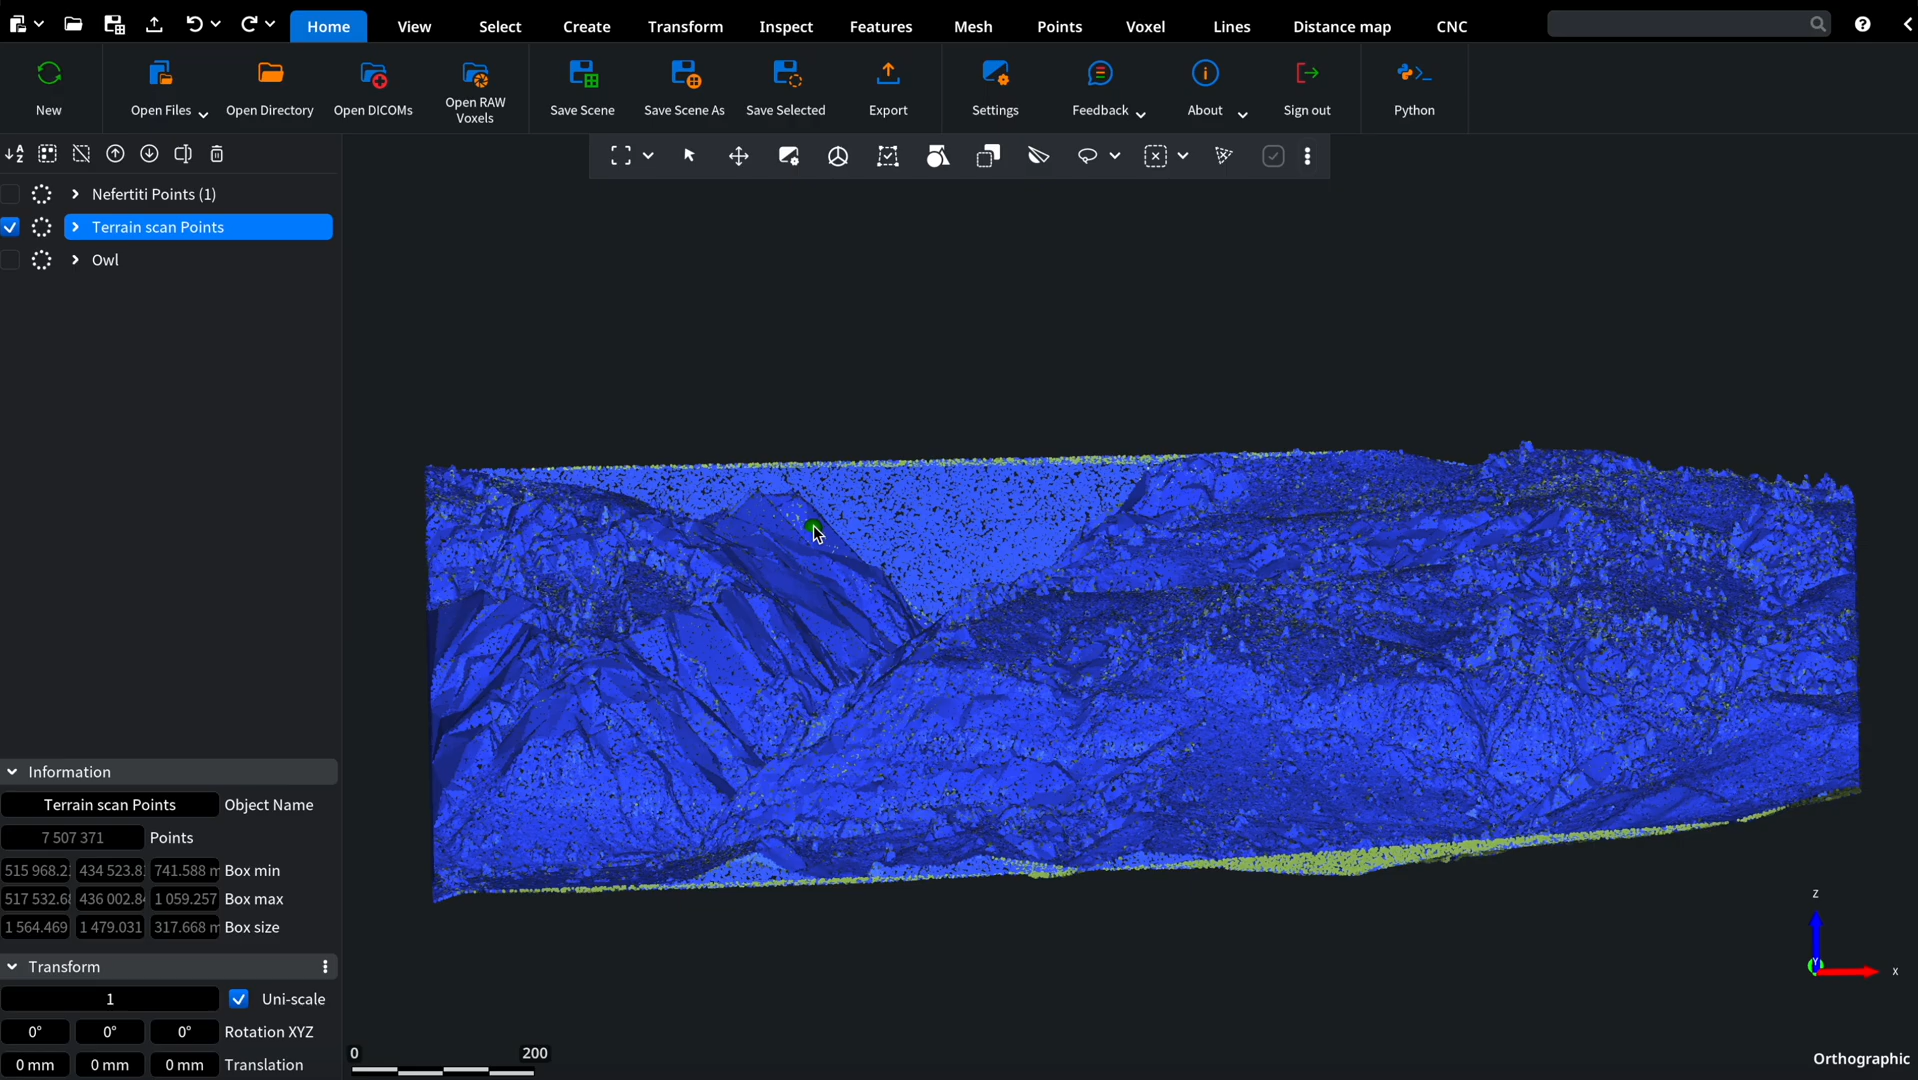 Home View Select Create Transform Inspect Features Mesh Points Voxel Lines Distance map CNC
New Open Files Open Directory Open DICOMs Open RAW Voxels Save Scene Save Scene As Save Selected Export Settings Feedback About Sign out Python
Nefertiti Points (1)
Terrain scan Points
Owl
Information
Terrain scan Points Object Name
7 507 371 Points
515 968.2 434 523.8 741.588 Box min
517 532.6 436 002.8 1 059.257 Box max
1 564.469 1 479.031 317.668 Box size
Transform
1 Uni-scale
0° 0° 0° Rotation XYZ
0 mm 0 mm 0 mm Translation
0 200
Z
Y
X
Orthographic